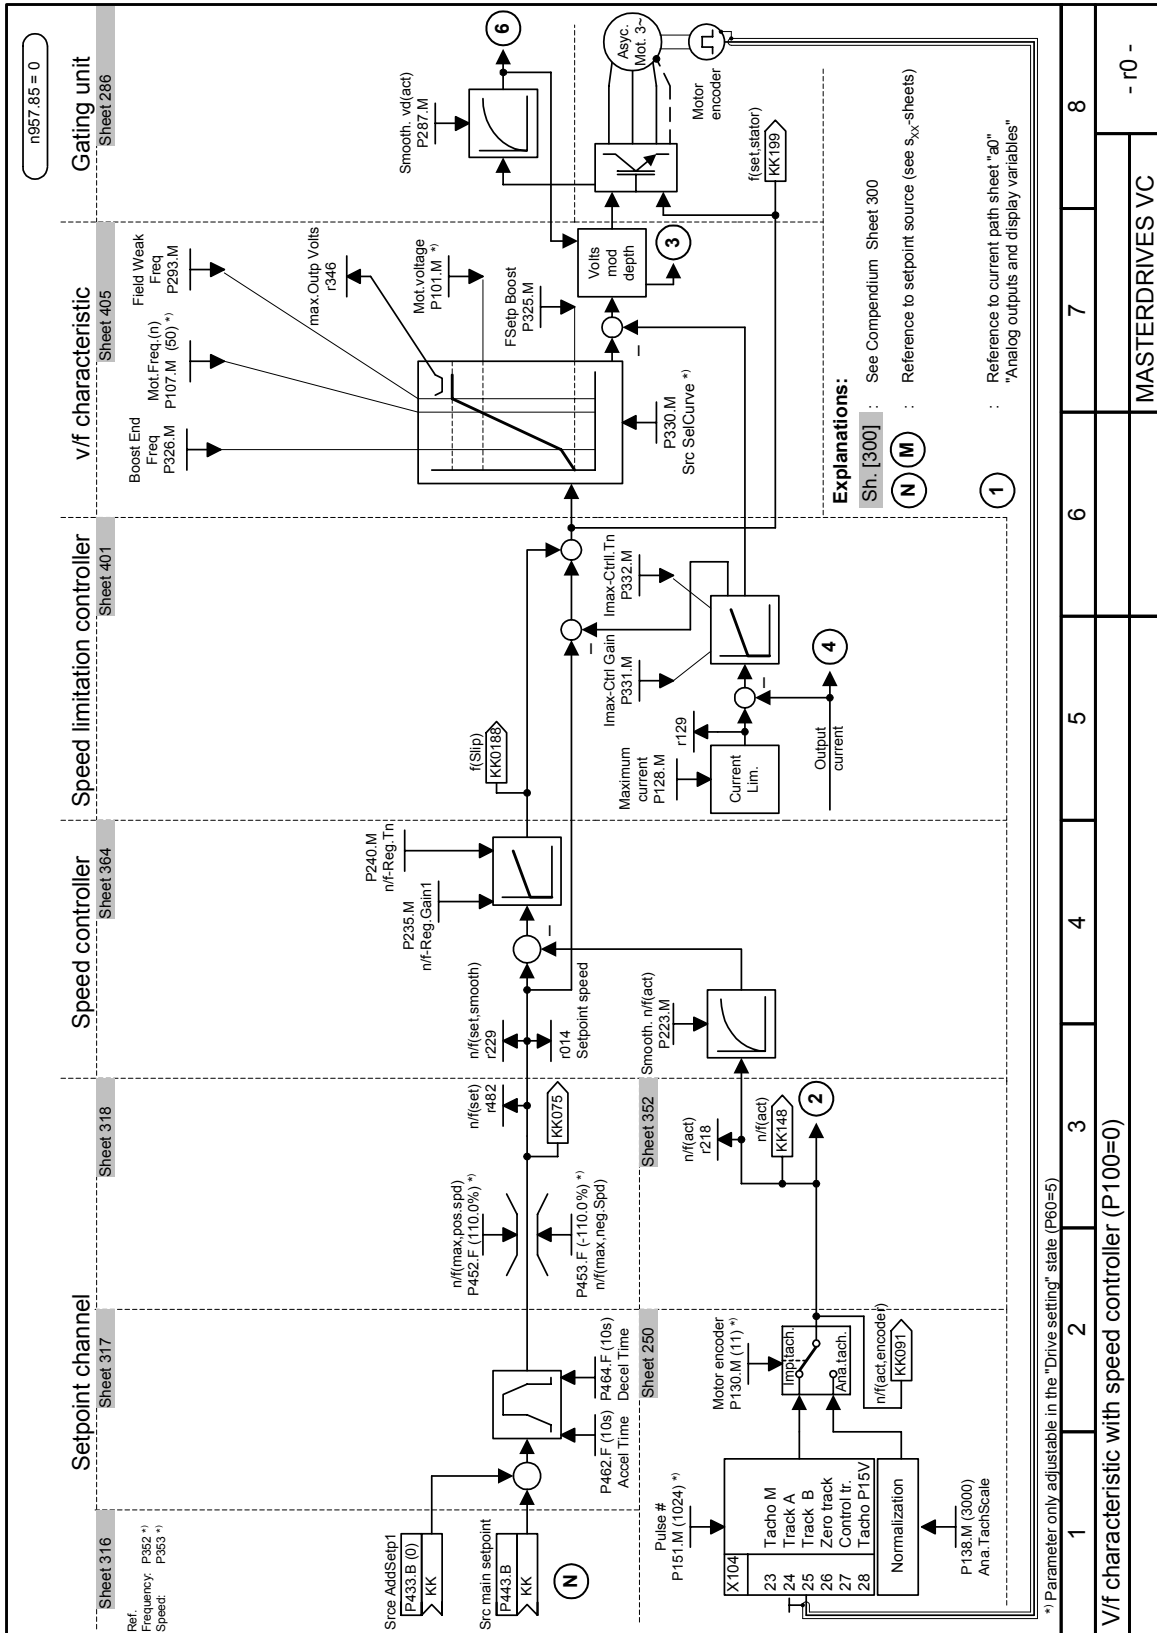 n957.85 = 0
Setpoint channel
Speed controller
Speed limitation controller
v/f characteristic
Gating unit
Sheet 316
Sheet 317
Sheet 318
Sheet 364
Sheet 401
Sheet 405
Sheet 286
Ref.
Frequency: P352 *)
Speed: P353 *)
Srce AddSetp1
P433.B (0)
KK
Src main setpoint
P443.B
KK
N
P462.F (10s)
Accel Time
P464.F (10s)
Decel Time
n/f(max,pos.spd)
P452.F (110.0%) *)
P453.F (-110.0%) *)
n/f(max,neg.Spd)
n/f(set)
r482
KK075
n/f(set,smooth)
r229
r014
Setpoint speed
P235.M
n/f-Reg.Gain1
P240.M
n/f-Reg.Tn
–
f(Slip)
KK0188
–
Smooth. n/f(act)
P223.M
Maximum
current
P128.M
Current
Lim.
r129
–
Output
current
4
Imax-Ctrl Gain
P331.M
Imax-Ctrll.Tn
P332.M
Boost End
Freq
P326.M
Mot.Freq.(n)
P107.M (50) *)
Field Weak
Freq
P293.M
max.Outp Volts
r346
Mot.voltage
P101.M *)
FSetp Boost
P325.M
P330.M
Src SelCurve *)
–
Volts
mod
depth
3
Smooth. vd(act)
P287.M
6
Asyc.
Mot. 3~
Motor
encoder
f(set,stator)
KK199
Sheet 250
Sheet 352
Pulse #
P151.M (1024) *)
X104
23 Tacho M
24 Track A
25 Track B
26 Zero track
27 Control tr.
28 Tacho P15V
Normalization
P138.M (3000)
Ana.TachScale
Motor encoder
P130.M (11) *)
Imp.tach.
Ana.tach.
n/f(act,encoder)
KK091
n/f(act)
r218
n/f(act)
KK148
2
Explanations:
Sh. [300] : See Compendium Sheet 300
N M : Reference to setpoint source (see sXX-sheets)
1 : Reference to current path sheet "a0"
"Analog outputs and display variables"
*) Parameter only adjustable in the "Drive setting" state (P60=5)
1 2 3 4 5 6 7 8
V/f characteristic with speed controller (P100=0)
- r0 -
MASTERDRIVES VC